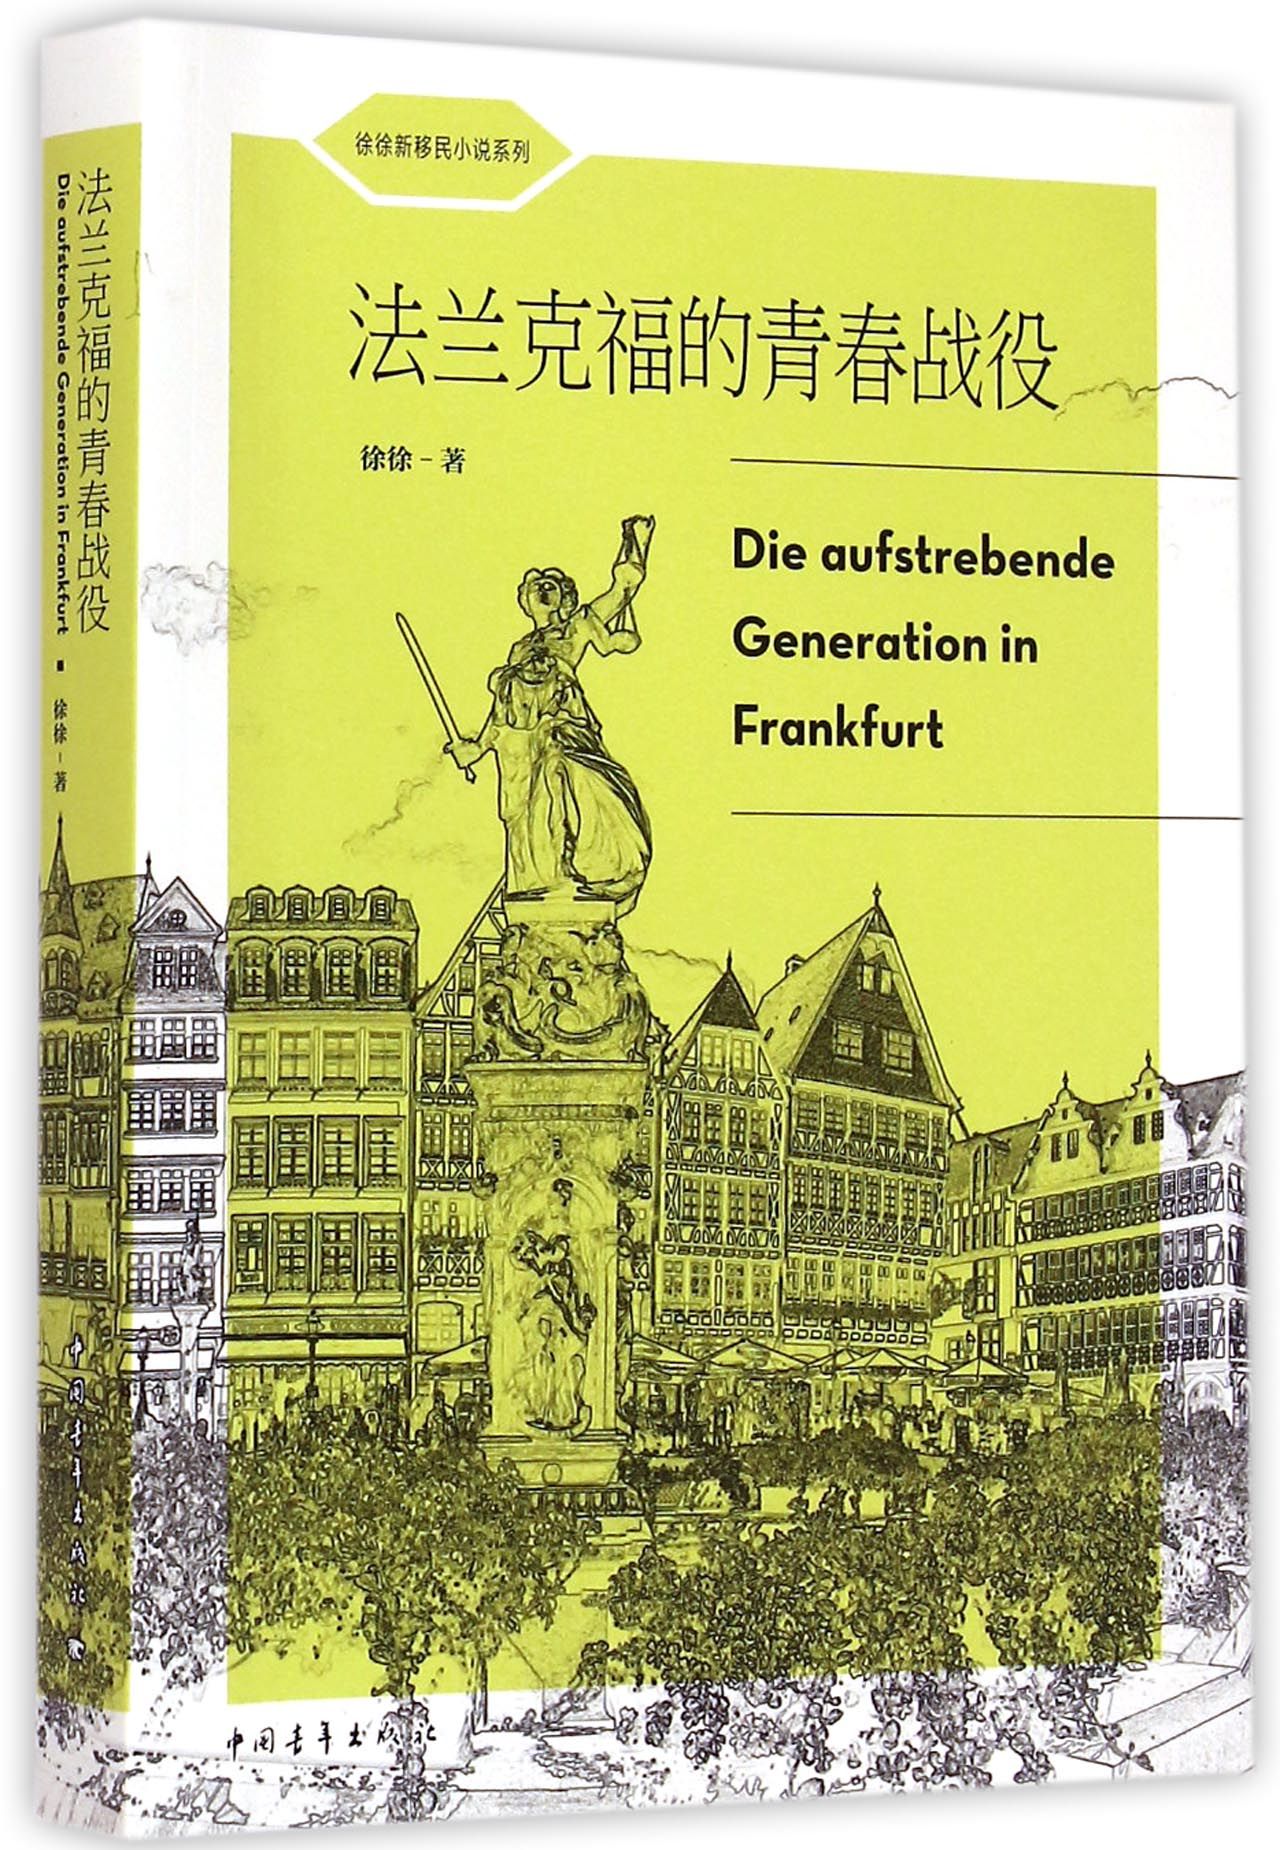 徐徐新移民小说系列
法兰克福的青春战役
徐徐－著
Die aufstrebende
Generation in
Frankfurt
中国青年出版社
法兰克福的青春战役
Die aufstrebende Generation in Frankfurt
徐徐－著
中国青年出版社